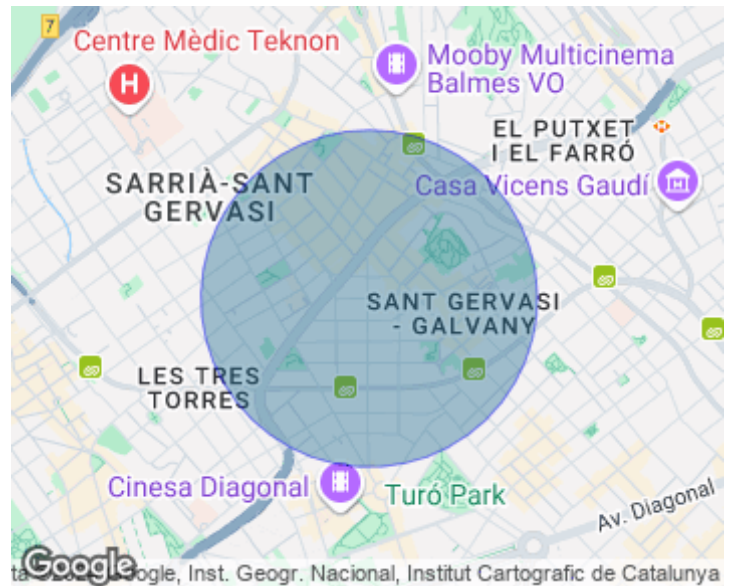 7
Centre Mèdic Teknon
H
Mooby Multicinema
Balmes VO
EL PUTXET
I EL FARRÓ
SARRIÀ-SANT
GERVASI
Casa Vicens Gaudí
SANT GERVASI
- GALVANY
LES TRES
TORRES
Cinesa Diagonal
Turó Park
Av. Diagonal
Google
Inst. Geogr. Nacional, Institut Cartografic de Catalunya